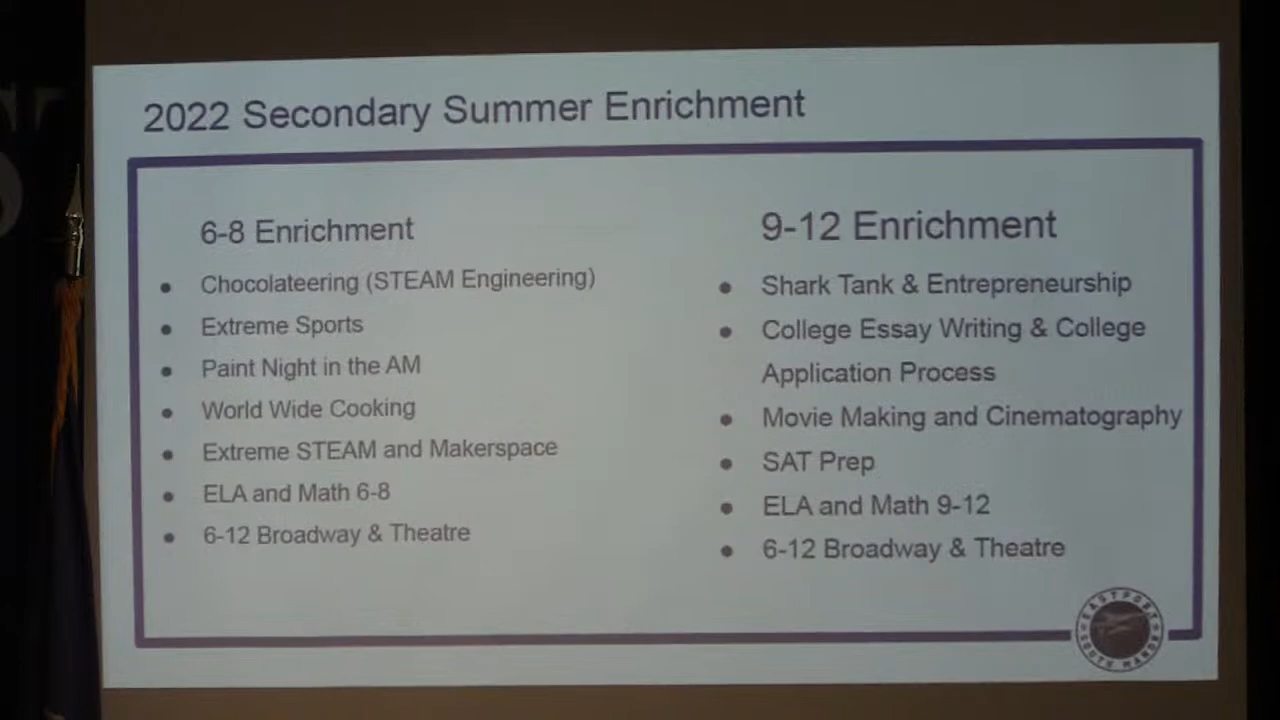 2022 Secondary Summer Enrichment
6-8 Enrichment
• Chocolateering (STEAM Engineering)
• Extreme Sports
• Paint Night in the AM
• World Wide Cooking
• Extreme STEAM and Makerspace
• ELA and Math 6-8
• 6-12 Broadway & Theatre
9-12 Enrichment
• Shark Tank & Entrepreneurship
• College Essay Writing & College
Application Process
• Movie Making and Cinematography
• SAT Prep
• ELA and Math 9-12
• 6-12 Broadway & Theatre
EASTPORT
SOUTH MANOR